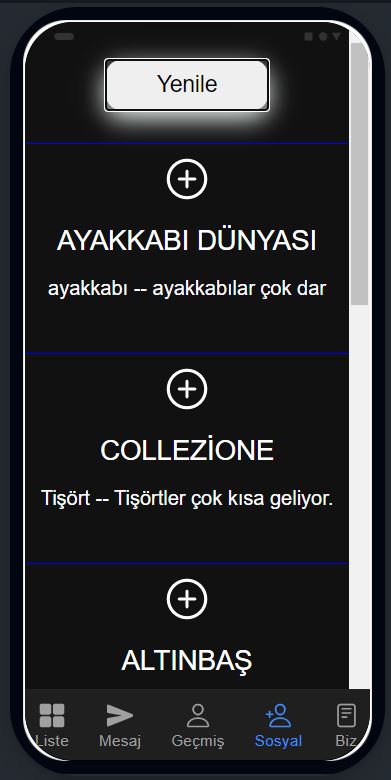 Yenile
AYAKKABI DÜNYASI
ayakkabı -- ayakkabılar çok dar
COLLEZİONE
Tişört -- Tişörtler çok kısa geliyor.
ALTINBAŞ
Liste
Mesaj
Geçmiş
Sosyal
Biz